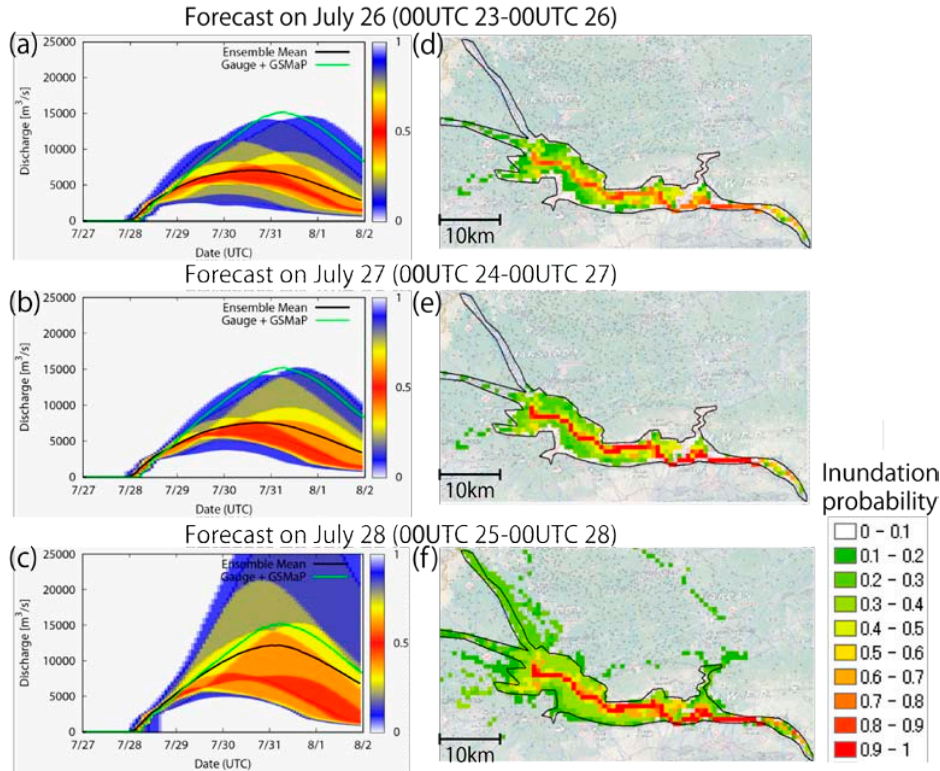 Forecast on July 26 (00UTC 23-00UTC 26)
(a)
25000
20000
15000
10000
5000
0
Discharge [m³/s]
Ensemble Mean
Gauge + GSMaP
1
0.5
0
7/27 7/28 7/29 7/30 7/31 8/1 8/2
Date (UTC)
(d)
10km
Forecast on July 27 (00UTC 24-00UTC 27)
(b)
25000
20000
15000
10000
5000
0
Discharge [m³/s]
Ensemble Mean
Gauge + GSMaP
1
0.5
0
7/27 7/28 7/29 7/30 7/31 8/1 8/2
Date (UTC)
(e)
10km
Forecast on July 28 (00UTC 25-00UTC 28)
(c)
25000
20000
15000
10000
5000
0
Discharge [m³/s]
Ensemble Mean
Gauge + GSMaP
1
0.5
0
7/27 7/28 7/29 7/30 7/31 8/1 8/2
Date (UTC)
(f)
10km
Inundation
probability
0 – 0.1
0.1 – 0.2
0.2 – 0.3
0.3 – 0.4
0.4 – 0.5
0.5 – 0.6
0.6 – 0.7
0.7 – 0.8
0.8 – 0.9
0.9 – 1